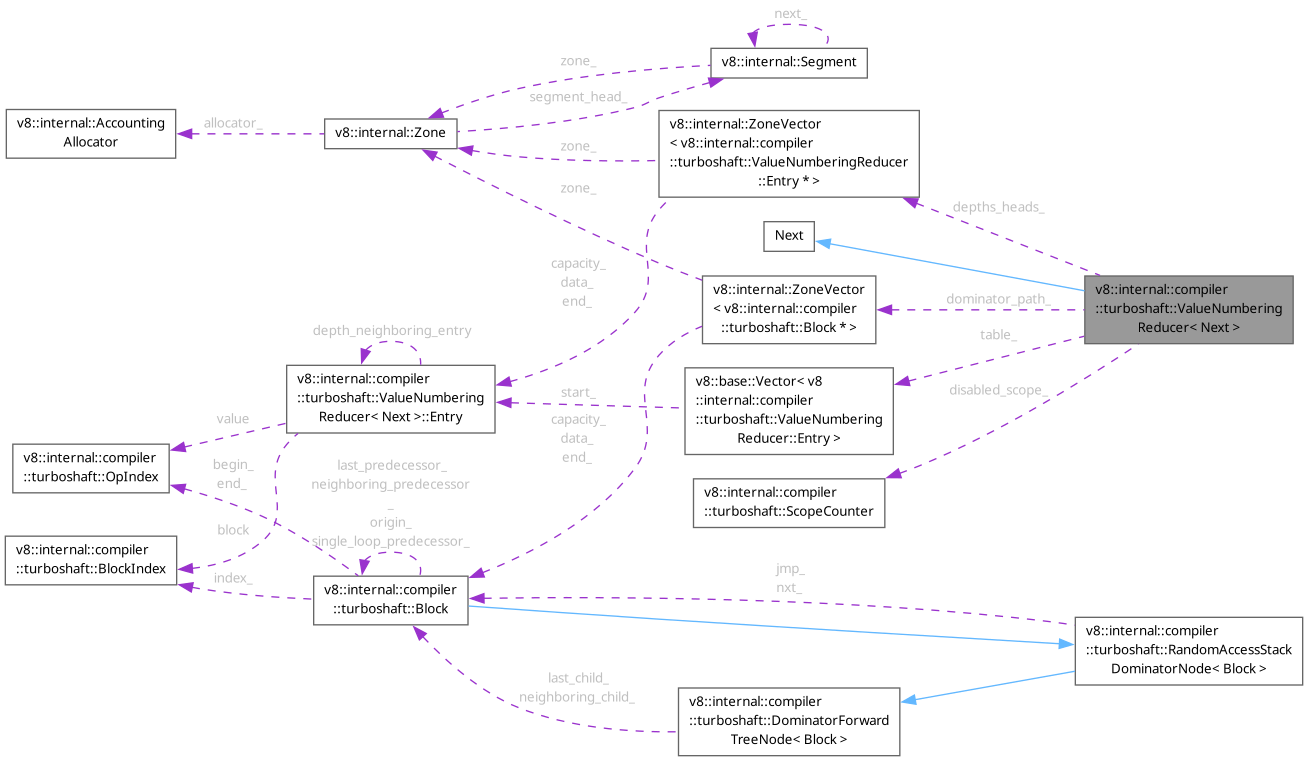 next_
v8::internal::Segment
zone_
segment_head_
v8::internal::Accounting
Allocator
allocator_
v8::internal::Zone
v8::internal::ZoneVector
< v8::internal::compiler
::turboshaft::ValueNumberingReducer
::Entry * >
zone_
zone_
depths_heads_
Next
capacity_
data_
end_
v8::internal::ZoneVector
< v8::internal::compiler
::turboshaft::Block * >
dominator_path_
v8::internal::compiler
::turboshaft::ValueNumbering
Reducer< Next >
table_
depth_neighboring_entry
v8::internal::compiler
::turboshaft::ValueNumbering
Reducer< Next >::Entry
start_
v8::base::Vector< v8
::internal::compiler
::turboshaft::ValueNumbering
Reducer::Entry >
disabled_scope_
value
v8::internal::compiler
::turboshaft::OpIndex
begin_
end_
capacity_
data_
end_
last_predecessor_
neighboring_predecessor
_
origin_
single_loop_predecessor_
v8::internal::compiler
::turboshaft::ScopeCounter
block
v8::internal::compiler
::turboshaft::BlockIndex
index_
v8::internal::compiler
::turboshaft::Block
jmp_
nxt_
v8::internal::compiler
::turboshaft::RandomAccessStack
DominatorNode< Block >
last_child_
neighboring_child_
v8::internal::compiler
::turboshaft::DominatorForward
TreeNode< Block >